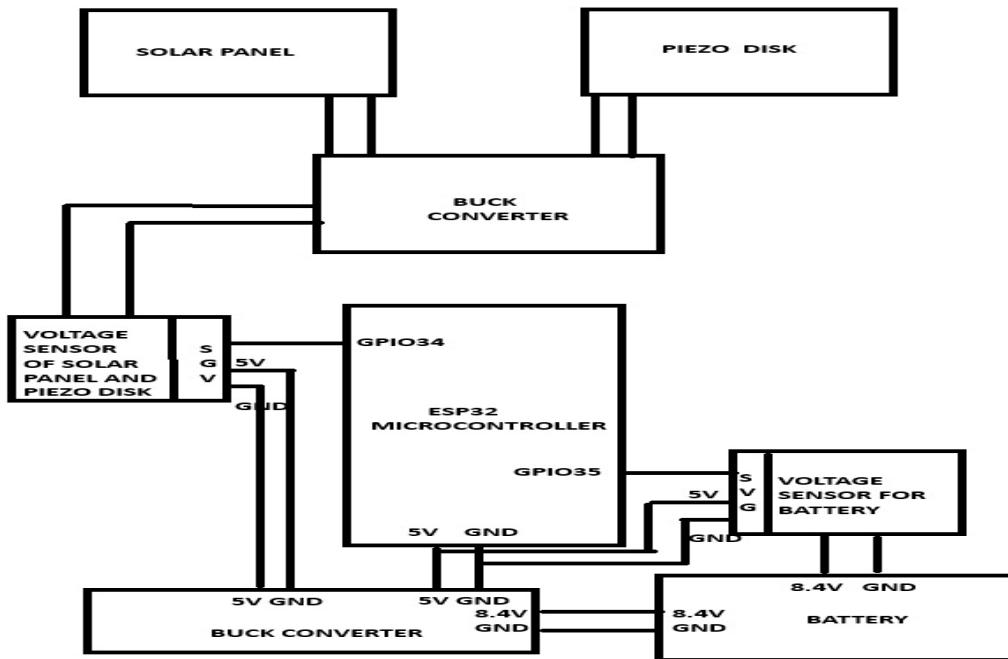 SOLAR PANEL
PIEZO DISK
BUCK
CONVERTER
VOLTAGE
SENSOR
OF SOLAR
PANEL AND
PIEZO DISK
S
G
V
5V
GND
GPIO34
ESP32
MICROCONTROLLER
GPIO35
5V GND
S
V
G
5V
GND
VOLTAGE
SENSOR FOR
BATTERY
5V GND
5V GND
8.4V
GND
BUCK CONVERTER
8.4V GND
8.4V
GND
BATTERY